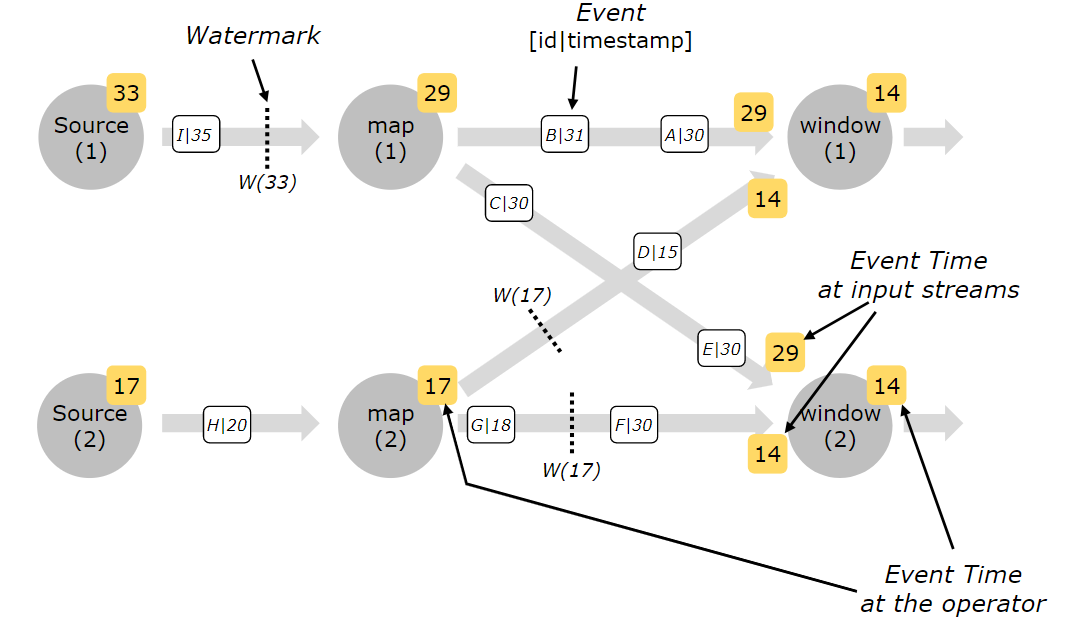 Event
[id|timestamp]
Watermark
33
29
29
14
Source
(1)
I|35
W(33)
map
(1)
B|31
A|30
window
(1)
C|30
14
D|15
Event Time
at input streams
W(17)
E|30
29
17
17
14
Source
(2)
H|20
map
(2)
G|18
F|30
W(17)
14
window
(2)
Event Time
at the operator